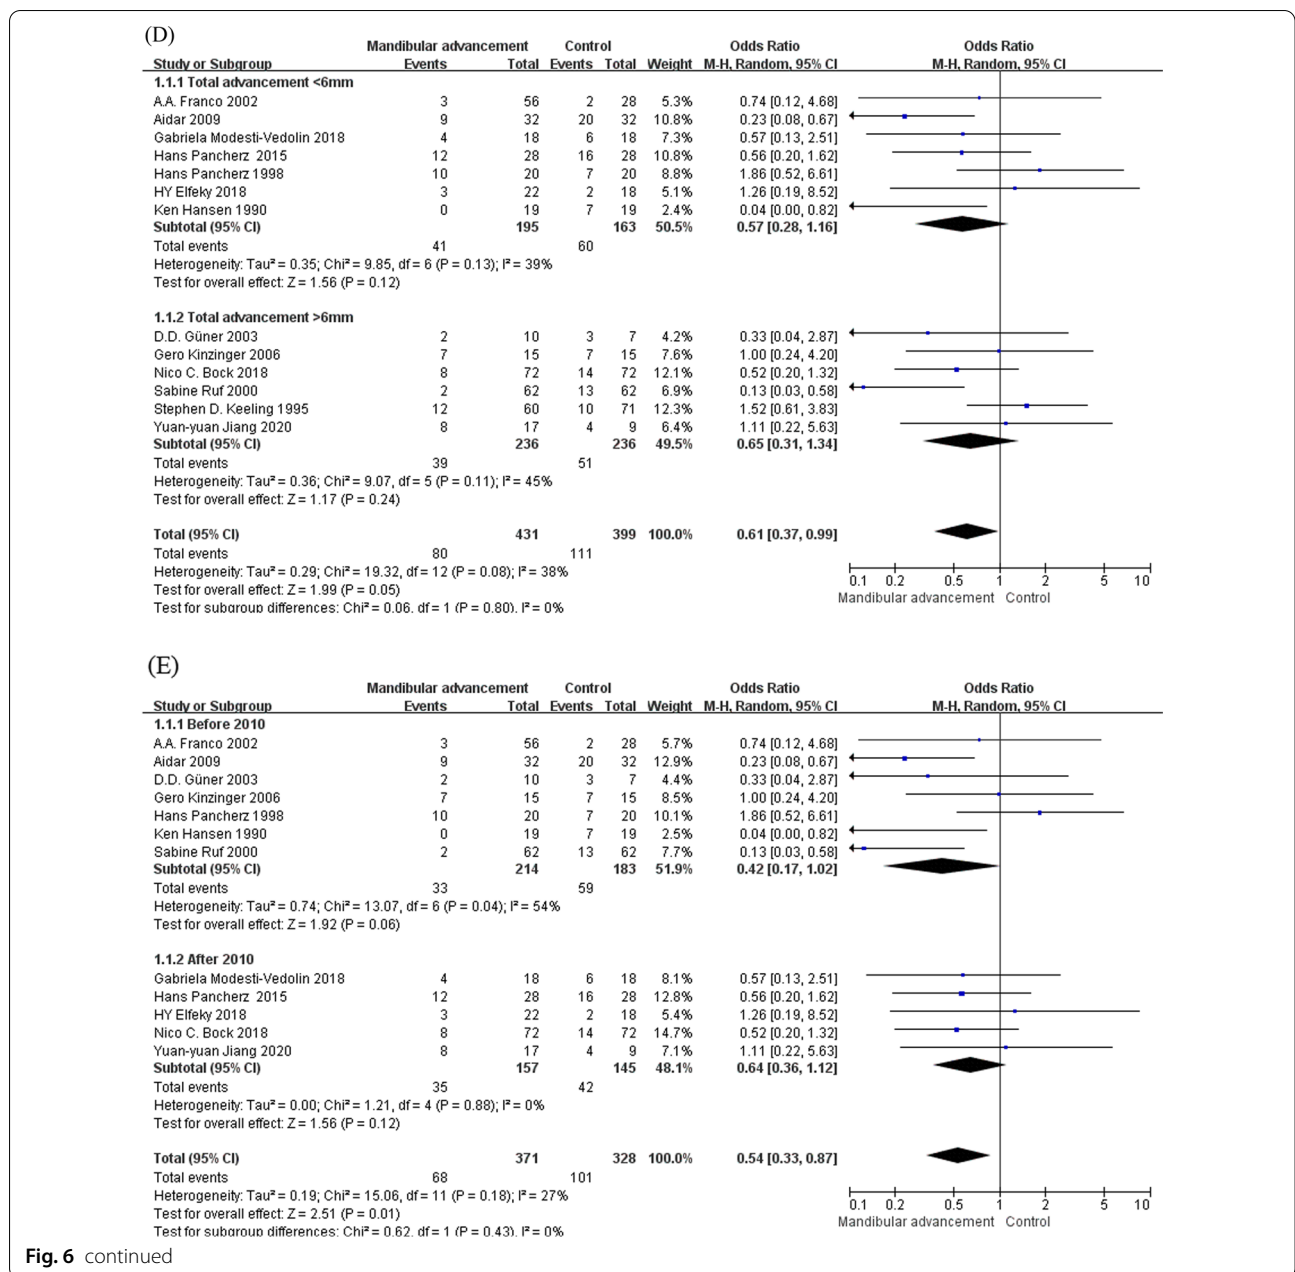 (D)
Mandibular advancement Control Odds Ratio Odds Ratio
Study or Subgroup Events Total Events Total Weight M-H, Random, 95% CI M-H, Random, 95% CI
1.1.1 Total advancement <6mm
A.A. Franco 2002 3 56 2 28 5.3% 0.74 [0.12, 4.68]
Aidar 2009 9 32 20 32 10.8% 0.23 [0.08, 0.67]
Gabriela Modesti-Vedolin 2018 4 18 6 18 7.3% 0.57 [0.13, 2.51]
Hans Pancherz 2015 12 28 16 28 10.8% 0.56 [0.20, 1.62]
Hans Pancherz 1998 10 20 7 20 8.8% 1.86 [0.52, 6.61]
HY Elfeky 2018 3 22 2 18 5.1% 1.26 [0.19, 8.52]
Ken Hansen 1990 0 19 7 19 2.4% 0.04 [0.00, 0.82]
Subtotal (95% CI) 195 163 50.5% 0.57 [0.28, 1.16]
Total events 41 60
Heterogeneity: Tau² = 0.35; Chi² = 9.85, df = 6 (P = 0.13); I² = 39%
Test for overall effect: Z = 1.56 (P = 0.12)
1.1.2 Total advancement >6mm
D.D. Güner 2003 2 10 3 7 4.2% 0.33 [0.04, 2.87]
Gero Kinzinger 2006 7 15 7 15 7.6% 1.00 [0.24, 4.20]
Nico C. Bock 2018 8 72 14 72 12.1% 0.52 [0.20, 1.32]
Sabine Ruf 2000 2 62 13 62 6.9% 0.13 [0.03, 0.58]
Stephen D. Keeling 1995 12 60 10 71 12.3% 1.52 [0.61, 3.83]
Yuan-yuan Jiang 2020 8 17 4 9 6.4% 1.11 [0.22, 5.63]
Subtotal (95% CI) 236 236 49.5% 0.65 [0.31, 1.34]
Total events 39 51
Heterogeneity: Tau² = 0.36; Chi² = 9.07, df = 5 (P = 0.11); I² = 45%
Test for overall effect: Z = 1.17 (P = 0.24)
Total (95% CI) 431 399 100.0% 0.61 [0.37, 0.99]
Total events 80 111
Heterogeneity: Tau² = 0.29; Chi² = 19.32, df = 12 (P = 0.08); I² = 38%
Test for overall effect: Z = 1.99 (P = 0.05)
Test for subgroup differences: Chi² = 0.06, df = 1 (P = 0.80), I² = 0%
0.1 0.2 0.5 1 2 5 10
Mandibular advancement Control
(E)
Mandibular advancement Control Odds Ratio Odds Ratio
Study or Subgroup Events Total Events Total Weight M-H, Random, 95% CI M-H, Random, 95% CI
1.1.1 Before 2010
A.A. Franco 2002 3 56 2 28 5.7% 0.74 [0.12, 4.68]
Aidar 2009 9 32 20 32 12.9% 0.23 [0.08, 0.67]
D.D. Güner 2003 2 10 3 7 4.4% 0.33 [0.04, 2.87]
Gero Kinzinger 2006 7 15 7 15 8.5% 1.00 [0.24, 4.20]
Hans Pancherz 1998 10 20 7 20 10.1% 1.86 [0.52, 6.61]
Ken Hansen 1990 0 19 7 19 2.5% 0.04 [0.00, 0.82]
Sabine Ruf 2000 2 62 13 62 7.7% 0.13 [0.03, 0.58]
Subtotal (95% CI) 214 183 51.9% 0.42 [0.17, 1.02]
Total events 33 59
Heterogeneity: Tau² = 0.74; Chi² = 13.07, df = 6 (P = 0.04); I² = 54%
Test for overall effect: Z = 1.92 (P = 0.06)
1.1.2 After 2010
Gabriela Modesti-Vedolin 2018 4 18 6 18 8.1% 0.57 [0.13, 2.51]
Hans Pancherz 2015 12 28 16 28 12.8% 0.56 [0.20, 1.62]
HY Elfeky 2018 3 22 2 18 5.4% 1.26 [0.19, 8.52]
Nico C. Bock 2018 8 72 14 72 14.7% 0.52 [0.20, 1.32]
Yuan-yuan Jiang 2020 8 17 4 9 7.1% 1.11 [0.22, 5.63]
Subtotal (95% CI) 157 145 48.1% 0.64 [0.36, 1.12]
Total events 35 42
Heterogeneity: Tau² = 0.00; Chi² = 1.21, df = 4 (P = 0.88); I² = 0%
Test for overall effect: Z = 1.56 (P = 0.12)
Total (95% CI) 371 328 100.0% 0.54 [0.33, 0.87]
Total events 68 101
Heterogeneity: Tau² = 0.19; Chi² = 15.06, df = 11 (P = 0.18); I² = 27%
Test for overall effect: Z = 2.51 (P = 0.01)
Test for subgroup differences: Chi² = 0.62, df = 1 (P = 0.43), I² = 0%
0.1 0.2 0.5 1 2 5 10
Mandibular advancement Control
Fig. 6 continued